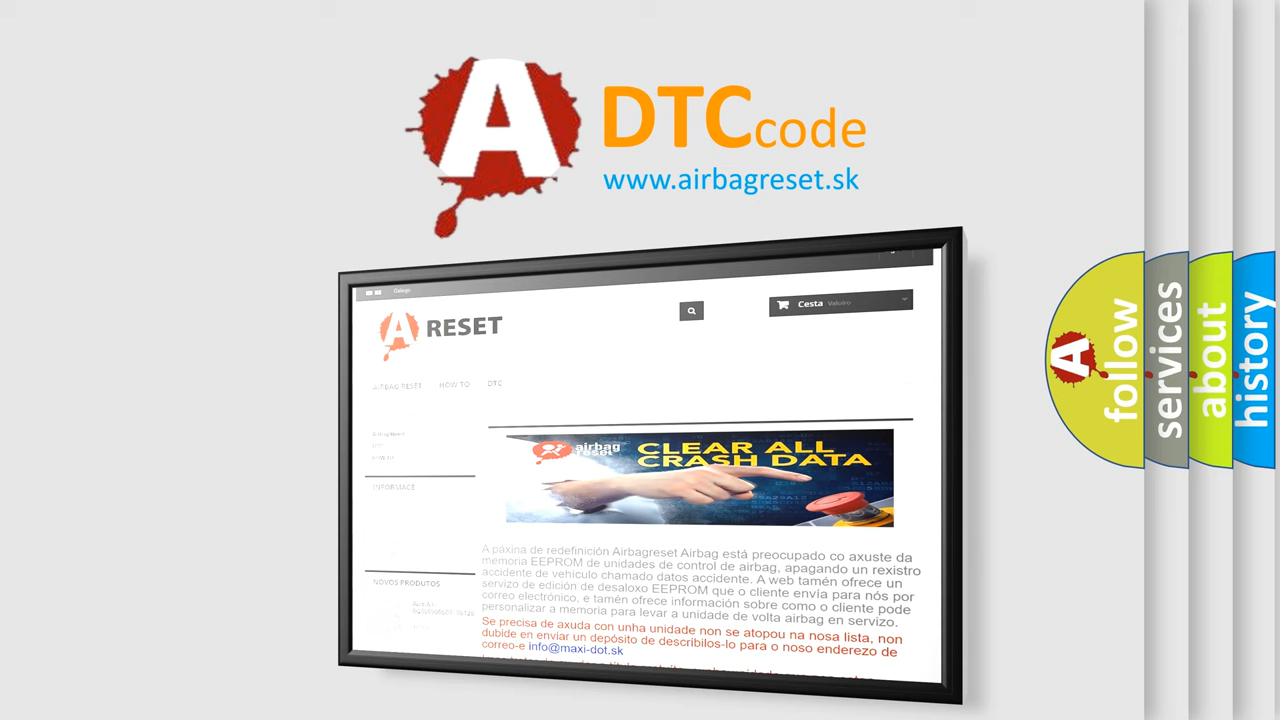 A
DTCcode
www.airbagreset.sk
Galego
A RESET
Cesta Valeiro
AIRBAG RESET HOW TO DTC
INFORMACE
NOVOS PRODUTOS
airbag
reset
CLEAR ALL
CRASH DATA
A páxina de redefinición Airbagreset Airbag está preocupado co axuste da
memoria EEPROM de unidades de control de airbag, apagando un rexistro
accidente de vehículo chamado datos accidente. A web tamén ofrece un
servizo de edición de desaloxo EEPROM que o cliente envía para nós por
correo electrónico, e tamén ofrece información sobre como o cliente pode
personalizar a memoria para levar a unidade de volta airbag en servizo.
Se precisa de axuda con unha unidade non se atopou na nosa lista, non
dubide en enviar un depósito de describilos-lo para o noso enderezo de
correo-e info@maxi-dot.sk
A
follow
services
about
history